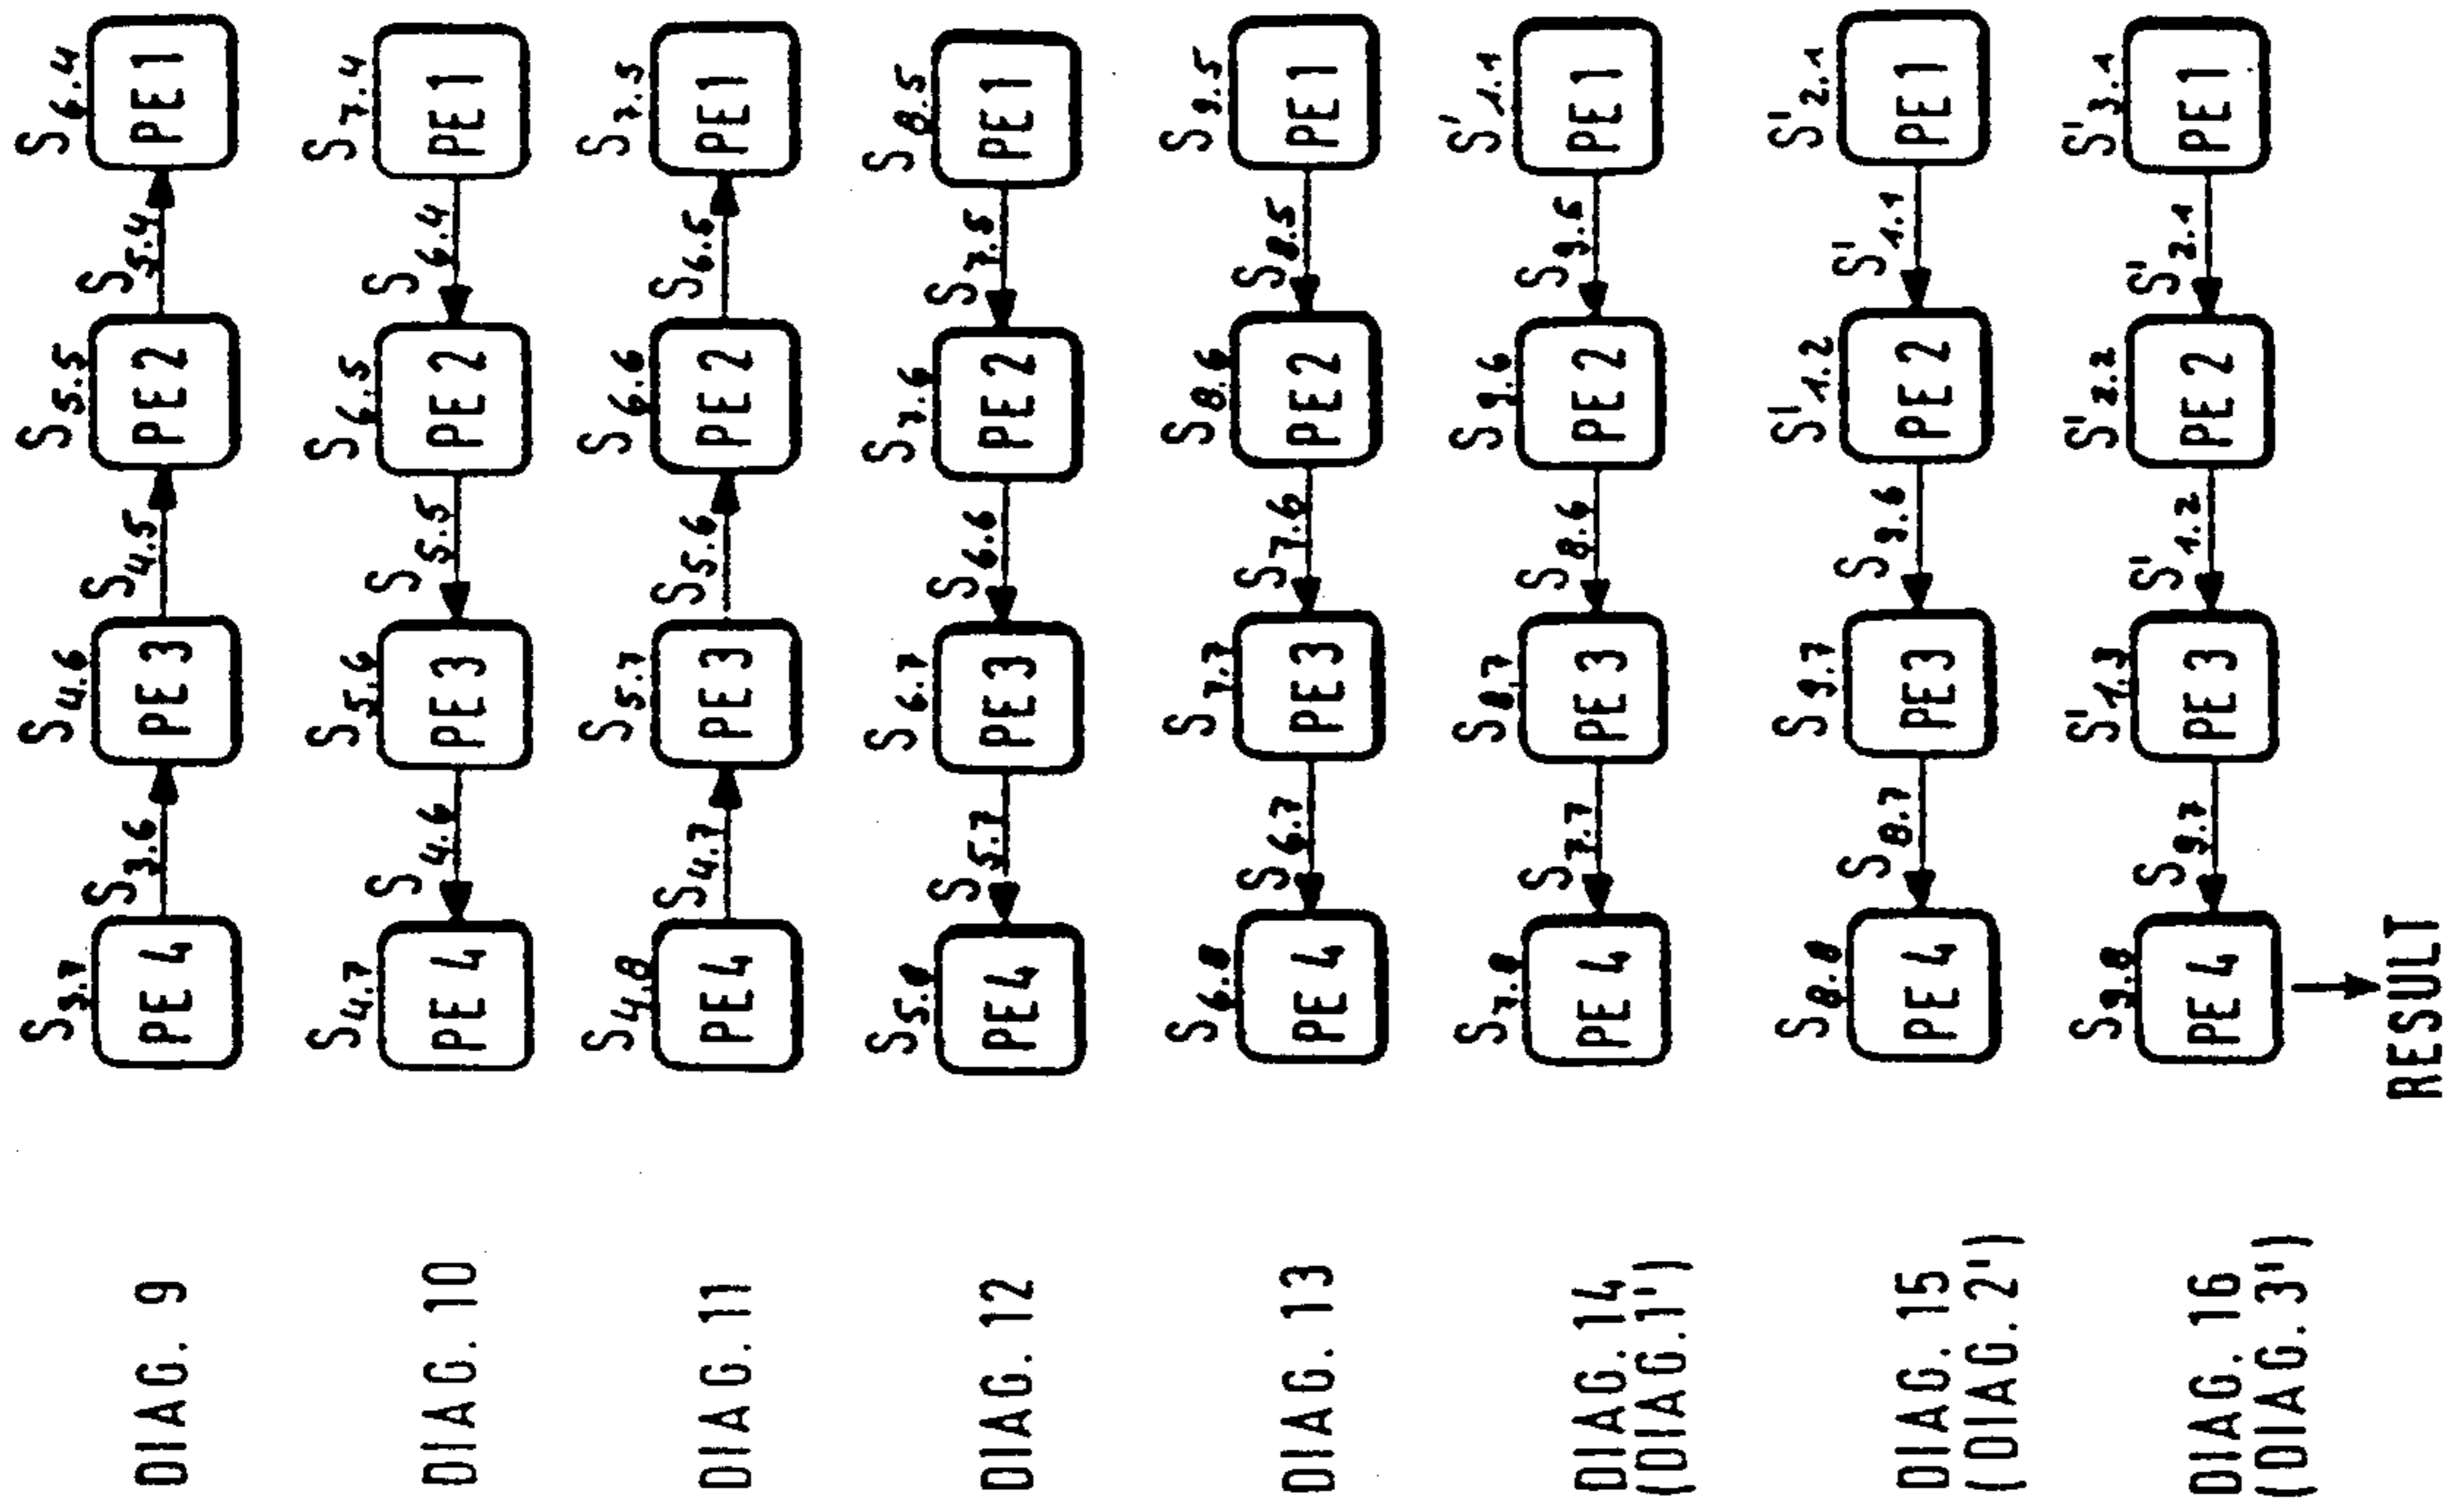 S3.7 S4.6 S5.5 S6.4
S3.6 S4.5 S5.4
DIAG. 9 PE 4 PE 3 PE 2 PE 1
S4.7 S5.6 S6.5 S7.4
S4.6 S5.5 S6.4
DIAG. 10 PE 4 PE 3 PE 2 PE 1
S4.8 S5.7 S6.6 S7.5
S4.7 S5.6 S6.5
DIAG. 11 PE 4 PE 3 PE 2 PE 1
S5.8 S6.7 S7.6 S8.5
S5.7 S6.6 S7.5
DIAG. 12 PE 4 PE 3 PE 2 PE 1
S6.8 S7.7 S8.6 S9.5
S6.7 S7.6 S8.5
DIAG. 13 PE 4 PE 3 PE 2 PE 1
S7.8 S8.7 S9.6 S'1.1
S7.7 S8.6 S9.5
DIAG. 14 PE 4 PE 3 PE 2 PE 1
(DIAG. 1')
S8.8 S9.7 S'1.2 S'2.1
S8.7 S9.6 S'1.1
DIAG. 15 PE 4 PE 3 PE 2 PE 1
(DIAG. 2')
S9.8 S'1.3 S'2.2 S'3.1
S9.7 S'1.2 S'2.1
DIAG. 16 PE 4 PE 3 PE 2 PE 1
(DIAG. 3')
RESULT